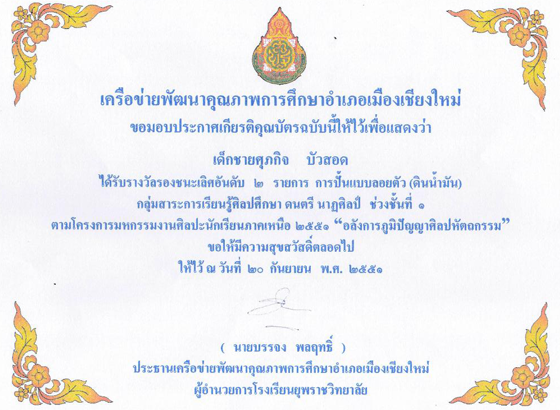 เครือข่ายพัฒนาคุณภาพการศึกษาอำเภอเมืองเชียงใหม่
ขอมอบประกาศเกียรติคุณบัตรฉบับนี้ให้ไว้เพื่อแสดงว่า
เด็กชายศุภกิจ บัวสอด
ได้รับรางวัลรองชนะเลิศอันดับ ๒ รายการ การปั้นแบบลอยตัว (ดินน้ำมัน)
กลุ่มสาระการเรียนรู้ศิลปศึกษา ดนตรี นาฏศิลป์ ช่วงชั้นที่ ๑
ตามโครงการมหกรรมงานศิลปะนักเรียนภาคเหนือ ๒๕๕๑ “อลังการภูมิปัญญาศิลปหัตถกรรม”
ขอให้มีความสุขสวัสดิ์ตลอดไป
ให้ไว้ ณ วันที่ ๒๐ กันยายน พ.ศ. ๒๕๕๑
( นายบรรจง พลฤทธิ์ )
ประธานเครือข่ายพัฒนาคุณภาพการศึกษาอำเภอเมืองเชียงใหม่
ผู้อำนวยการโรงเรียนยุพราชวิทยาลัย